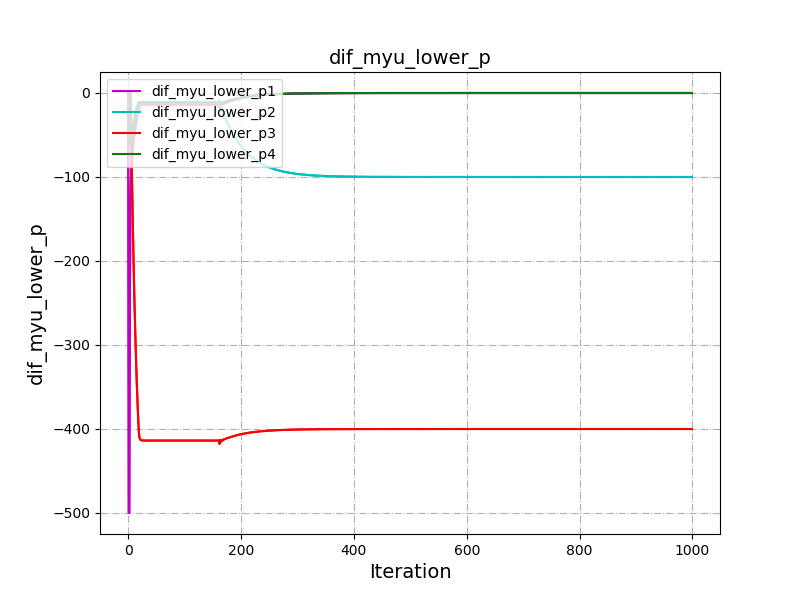 dif_myu_lower_p
dif_myu_lower_p
0
−100
−200
−300
−400
−500
dif_myu_lower_p1
dif_myu_lower_p2
dif_myu_lower_p3
dif_myu_lower_p4
0 200 400 600 800 1000
Iteration